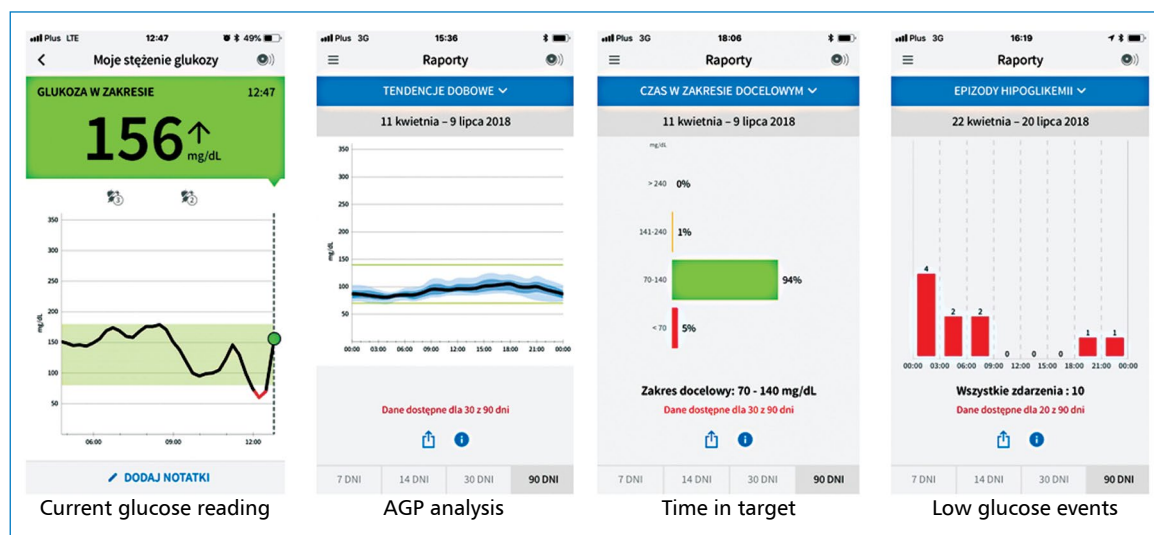 Plus LTE 12:47 49%
Moje stężenie glukozy
GLUKOZA W ZAKRESIE 12:47
156
mg/dL
3 2
350
300
250
200
mg/dL
150
100
50
06:00 09:00 12:00
DODAJ NOTATKI
Current glucose reading
Plus 3G 15:36
Raporty
TENDENCJE DOBOWE
11 kwietnia – 9 lipca 2018
350
300
250
200
mg/dL
150
100
50
00:00 03:00 06:00 09:00 12:00 15:00 18:00 21:00 00:00
Dane dostępne dla 30 z 90 dni
7 DNI 14 DNI 30 DNI 90 DNI
AGP analysis
Plus 3G 18:06
Raporty
CZAS W ZAKRESIE DOCELOWYM
11 kwietnia – 9 lipca 2018
mg/dL
> 240 0%
141-240 1%
70-140 94%
< 70 5%
Zakres docelowy: 70 - 140 mg/dL
Dane dostępne dla 30 z 90 dni
7 DNI 14 DNI 30 DNI 90 DNI
Time in target
Plus 3G 16:19
Raporty
EPIZODY HIPOGLIKEMII
22 kwietnia – 20 lipca 2018
4 2 2 0 0 0 1 1
00:00 03:00 06:00 09:00 12:00 15:00 18:00 21:00 00:00
Wszystkie zdarzenia : 10
Dane dostępne dla 20 z 90 dni
7 DNI 14 DNI 30 DNI 90 DNI
Low glucose events